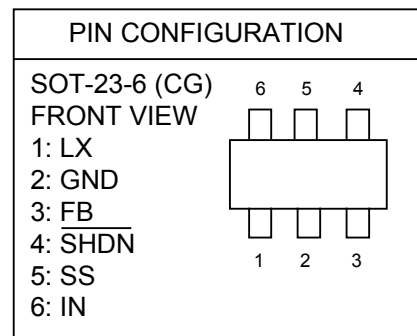 PIN CONFIGURATION
SOT-23-6 (CG)
FRONT VIEW
1: LX
2: GND
3: FB
4: S̅H̅D̅N̅
5: SS
6: IN
6 5 4
1 2 3